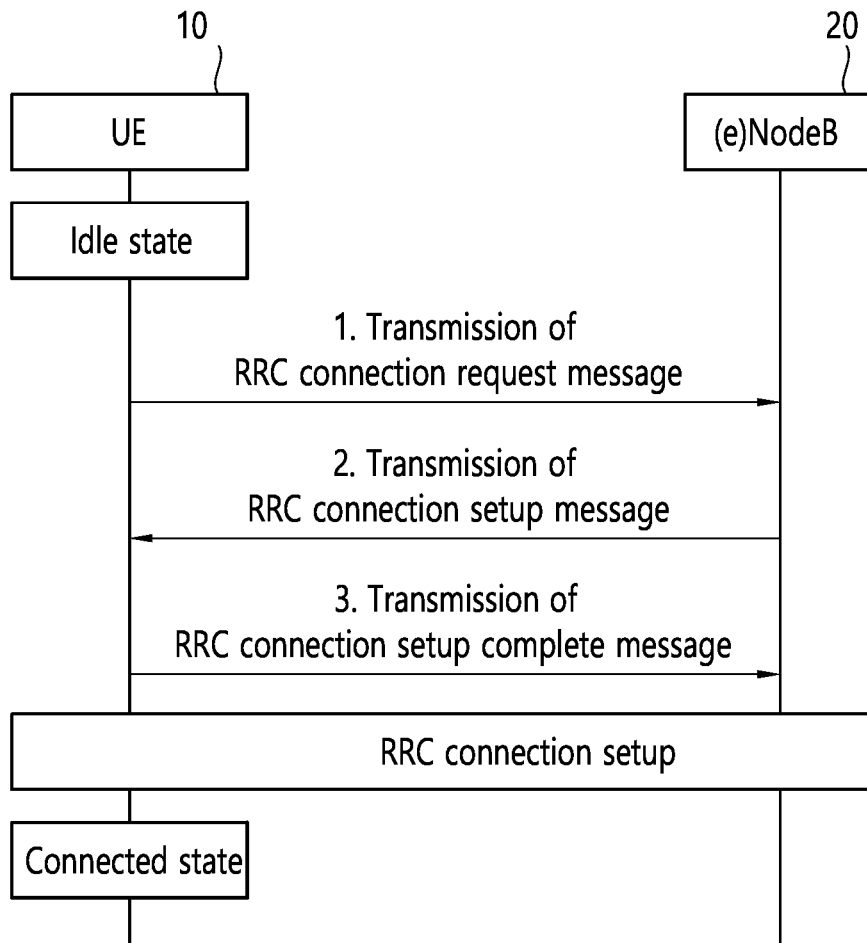 10
20
UE
(e)NodeB
Idle state
1. Transmission of
RRC connection request message
2. Transmission of
RRC connection setup message
3. Transmission of
RRC connection setup complete message
RRC connection setup
Connected state